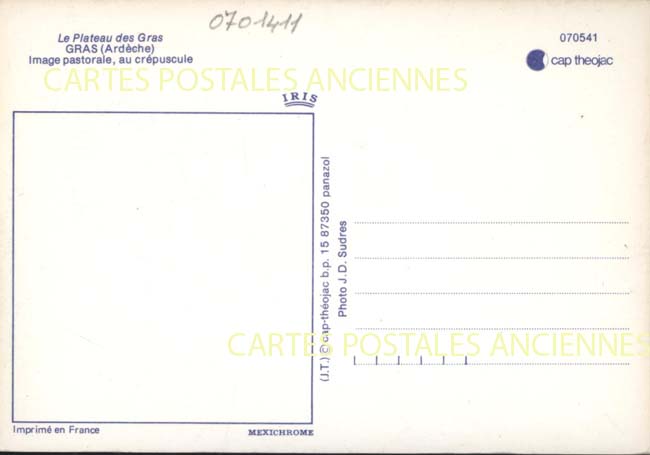 0701411
Le Plateau des Gras
GRAS (Ardèche)
Image pastorale, au crépuscule
070541
cap theojac
CARTES POSTALES ANCIENNES
IRIS
(J.T.) © cap-théojac b.p. 15 87350 panazol
Photo J.D. Sudres
CARTES POSTALES ANCIENNES
Imprimé en France
MEXICHROME